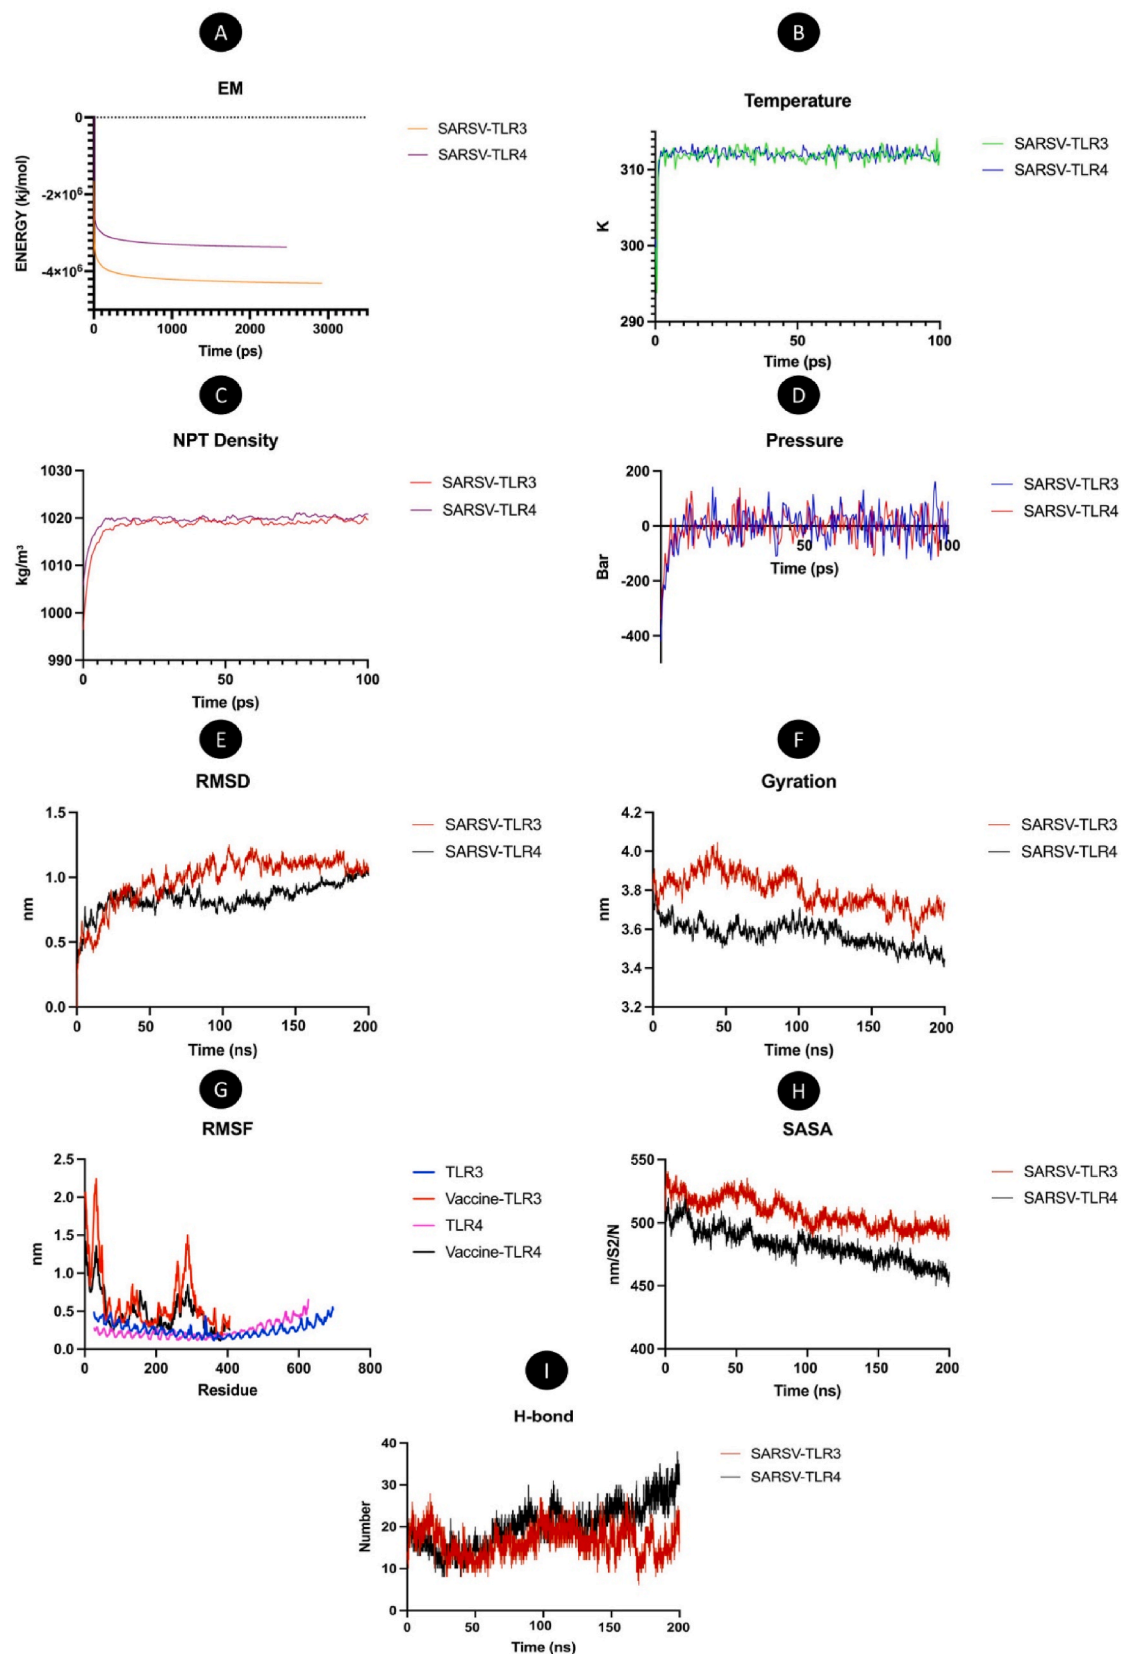 A
EM
0
-2×10⁶
-4×10⁶
ENERGY (kj/mol)
0 1000 2000 3000
Time (ps)
SARSV-TLR3
SARSV-TLR4
B
Temperature
310
300
290
K
0 50 100
Time (ps)
SARSV-TLR3
SARSV-TLR4
C
NPT Density
1030
1020
1010
1000
990
kg/m³
0 50 100
Time (ps)
SARSV-TLR3
SARSV-TLR4
D
Pressure
200
0
-200
-400
Bar
50 100
Time (ps)
SARSV-TLR3
SARSV-TLR4
E
RMSD
1.5
1.0
0.5
0.0
nm
0 50 100 150 200
Time (ns)
SARSV-TLR3
SARSV-TLR4
F
Gyration
4.2
4.0
3.8
3.6
3.4
3.2
nm
0 50 100 150 200
Time (ns)
SARSV-TLR3
SARSV-TLR4
G
RMSF
2.5
2.0
1.5
1.0
0.5
0.0
nm
0 200 400 600 800
Residue
TLR3
Vaccine-TLR3
TLR4
Vaccine-TLR4
H
SASA
550
500
450
400
nm/S2/N
0 50 100 150 200
Time (ns)
SARSV-TLR3
SARSV-TLR4
I
H-bond
40
30
20
10
0
Number
0 50 100 150 200
Time (ns)
SARSV-TLR3
SARSV-TLR4